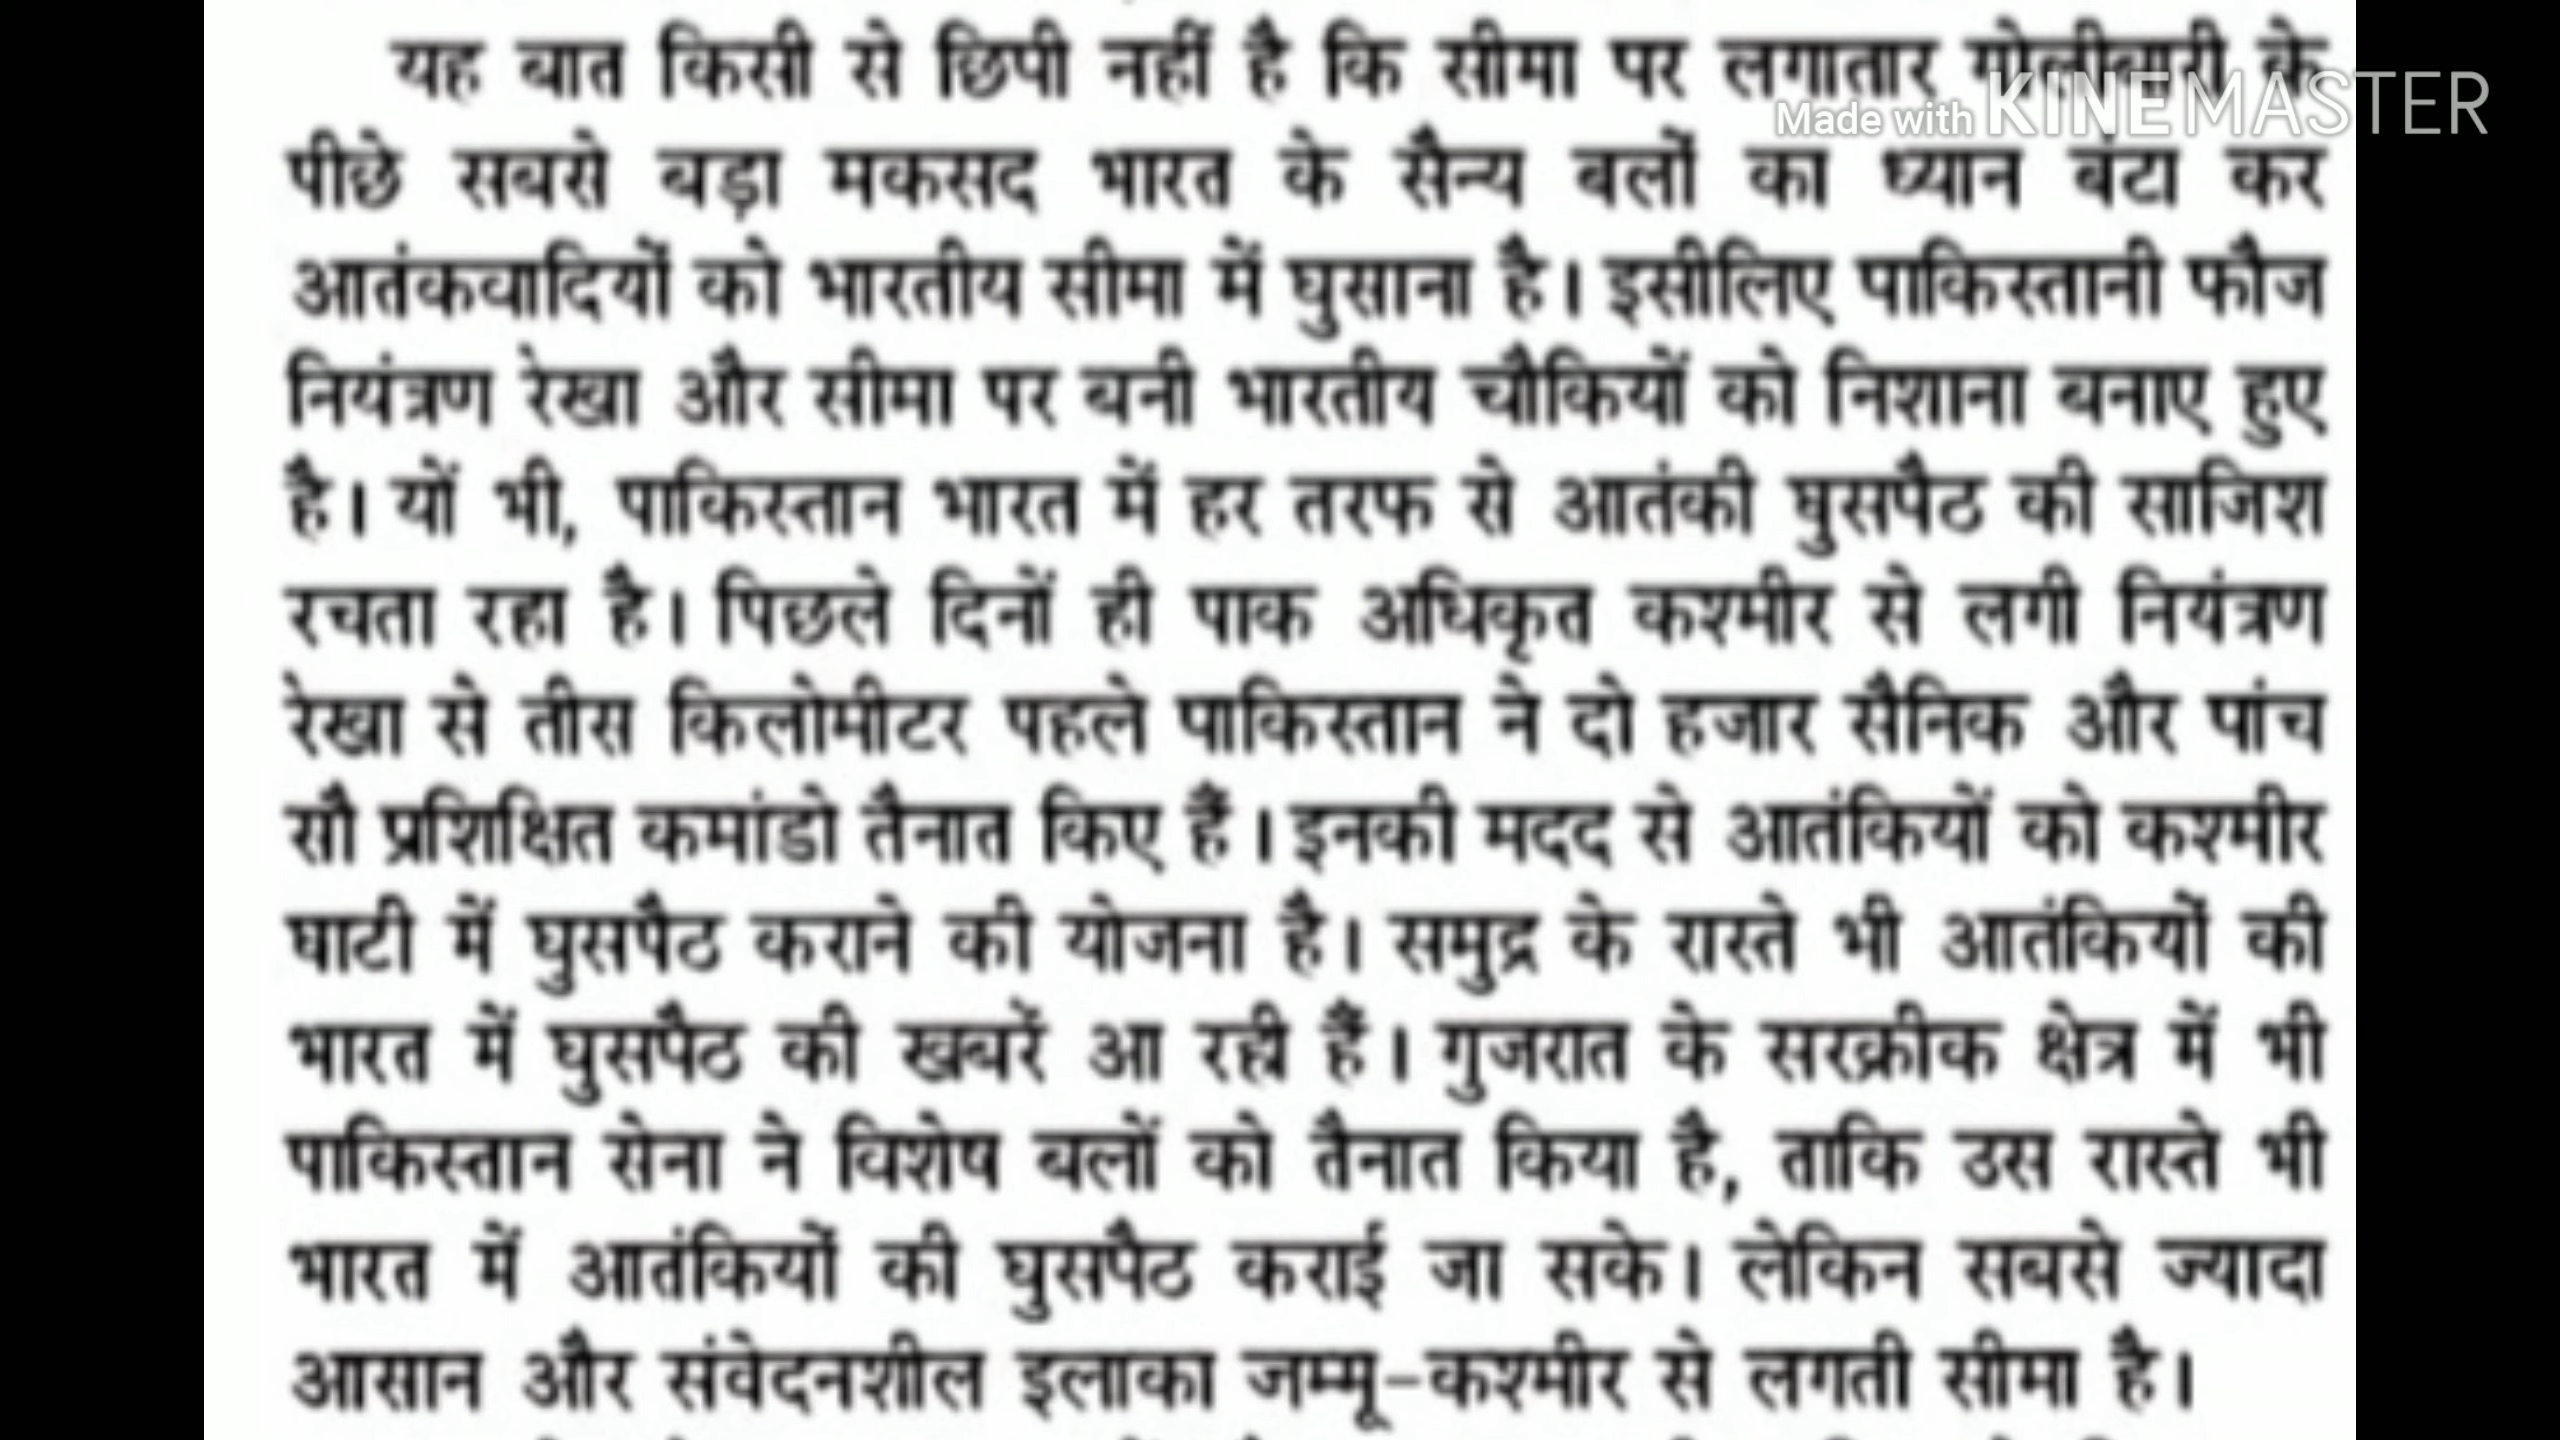 यह बात किसी से छिपी नहीं है कि सीमा पर लगातार गोलीबारी के
Made with KINEMASTER
पीछे सबसे बड़ा मकसद भारत के सैन्य बलों का ध्यान बंटा कर
आतंकवादियों को भारतीय सीमा में घुसाना है। इसीलिए पाकिस्तानी फौज
नियंत्रण रेखा और सीमा पर बनी भारतीय चौकियों को निशाना बनाए हुए
है। यों भी, पाकिस्तान भारत में हर तरफ से आतंकी घुसपैठ की साजिश
रचता रहा है। पिछले दिनों ही पाक अधिकृत कश्मीर से लगी नियंत्रण
रेखा से तीस किलोमीटर पहले पाकिस्तान ने दो हजार सैनिक और पांच
सौ प्रशिक्षित कमांडो तैनात किए हैं। इनकी मदद से आतंकियों को कश्मीर
घाटी में घुसपैठ कराने की योजना है। समुद्र के रास्ते भी आतंकियों की
भारत में घुसपैठ की खबरें आ रही हैं। गुजरात के सरक्रीक क्षेत्र में भी
पाकिस्तान सेना ने विशेष बलों को तैनात किया है, ताकि उस रास्ते भी
भारत में आतंकियों की घुसपैठ कराई जा सके। लेकिन सबसे ज्यादा
आसान और संवेदनशील इलाका जम्मू-कश्मीर से लगती सीमा है।